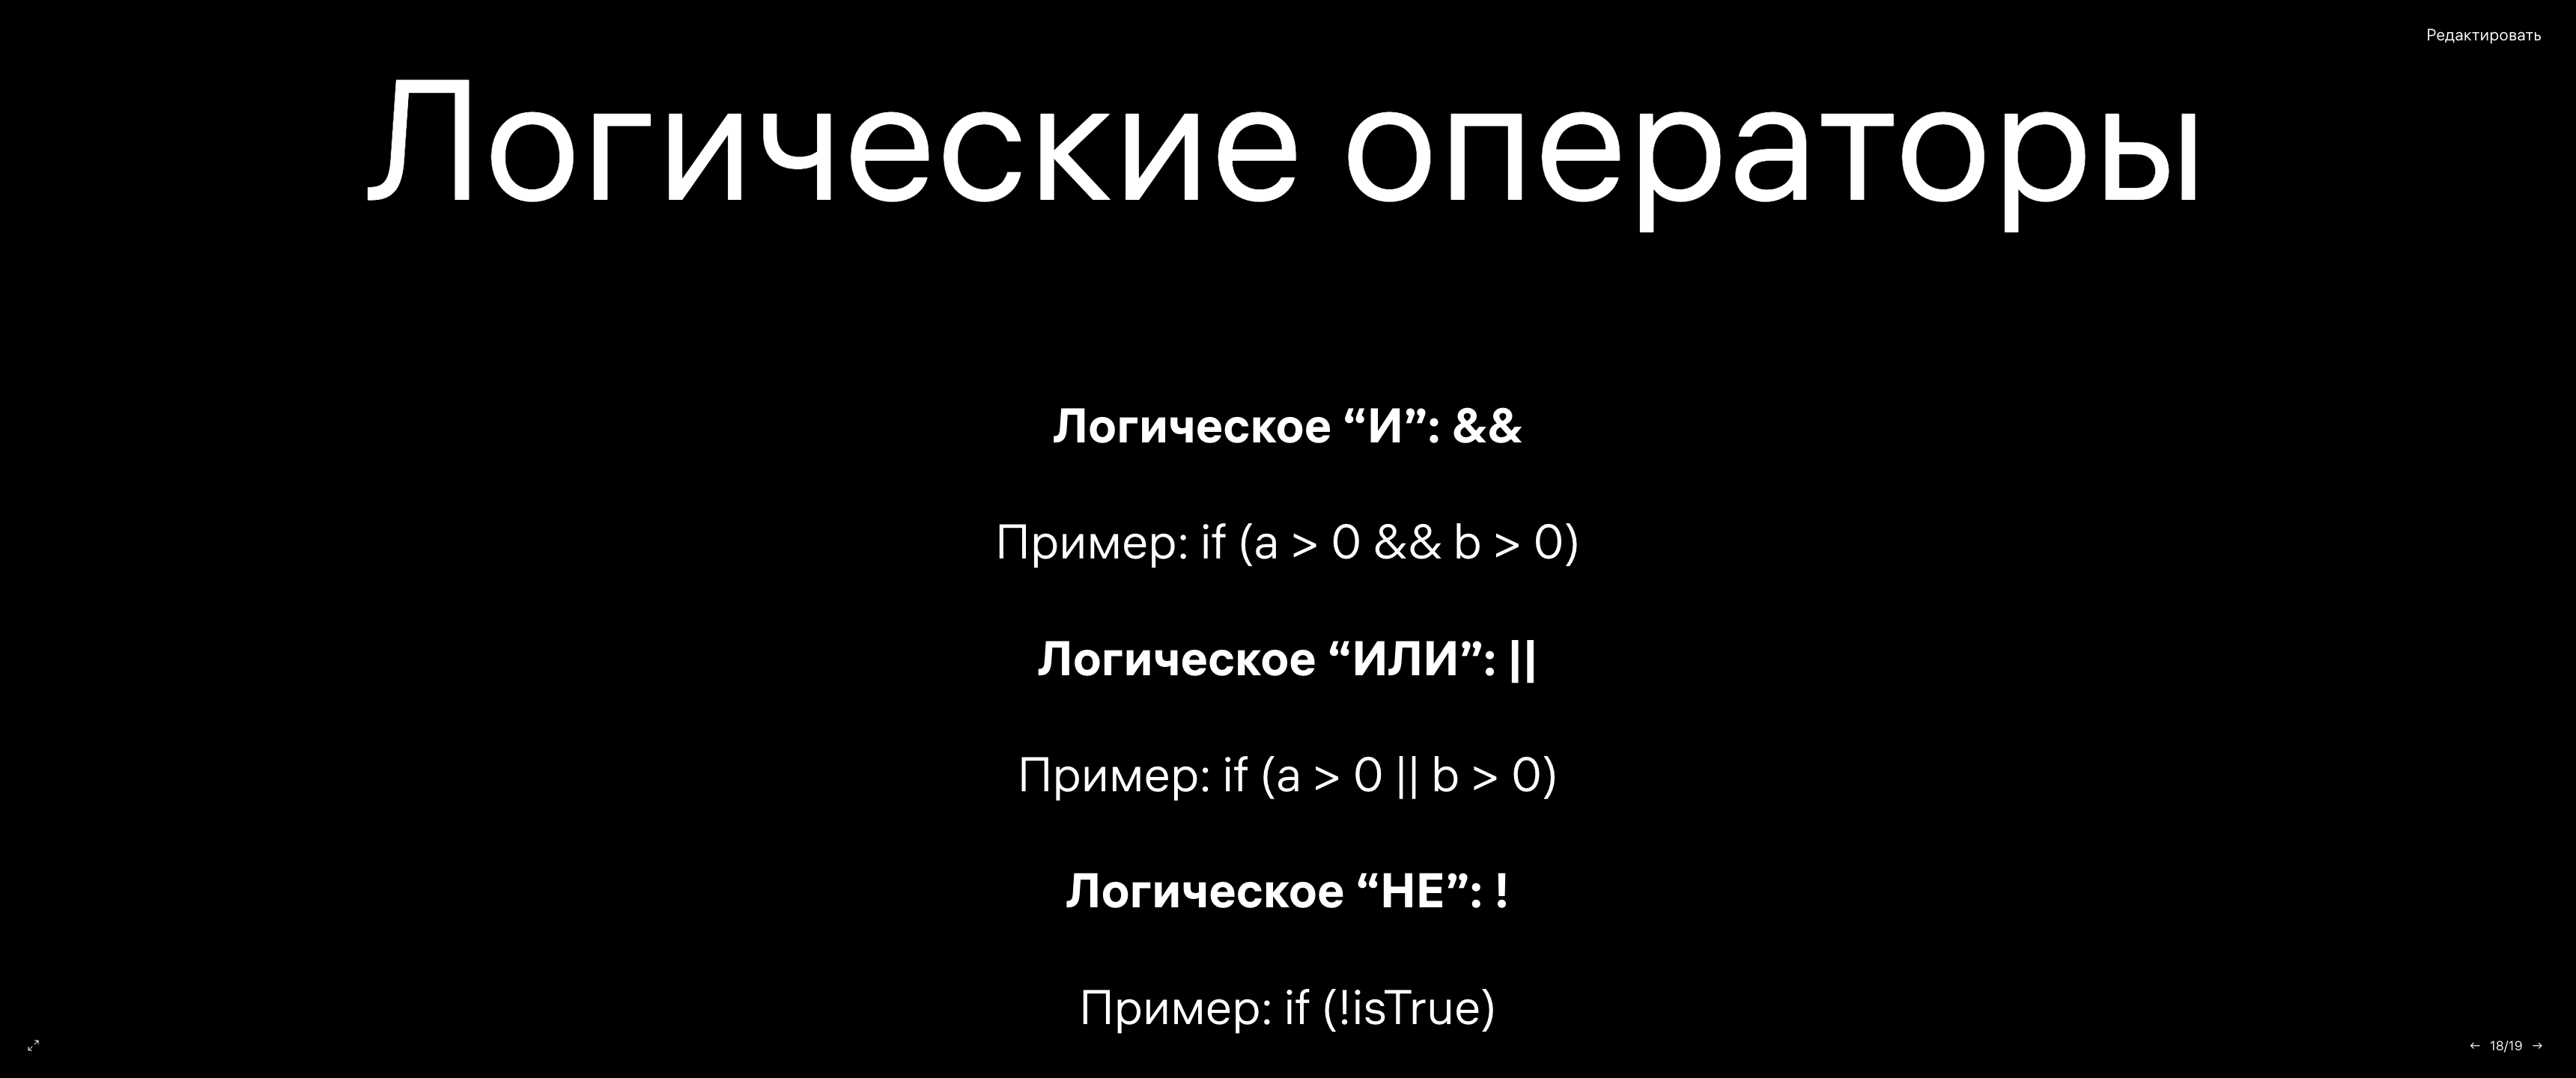 Редактировать
Логические операторы
Логическое “И”: &&
Пример: if (a > 0 && b > 0)
Логическое “ИЛИ”: ||
Пример: if (a > 0 || b > 0)
Логическое “НЕ”: !
Пример: if (!isTrue)
← 18/19 →